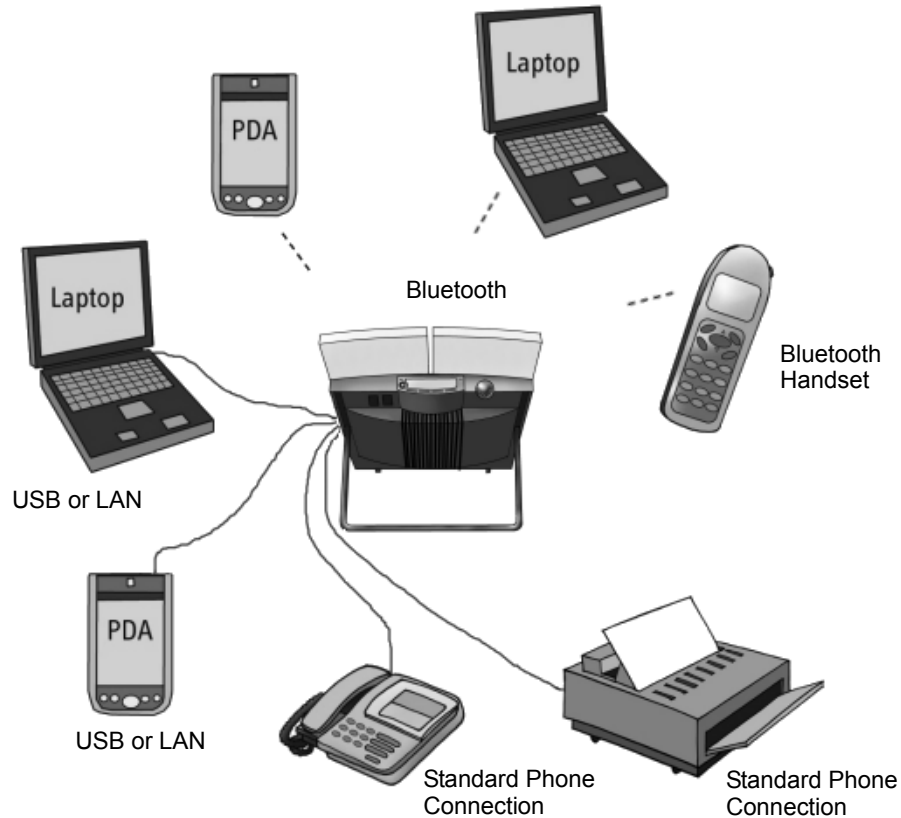 Laptop
PDA
Bluetooth
Laptop
Bluetooth
Handset
USB or LAN
PDA
USB or LAN
Standard Phone
Connection
Standard Phone
Connection